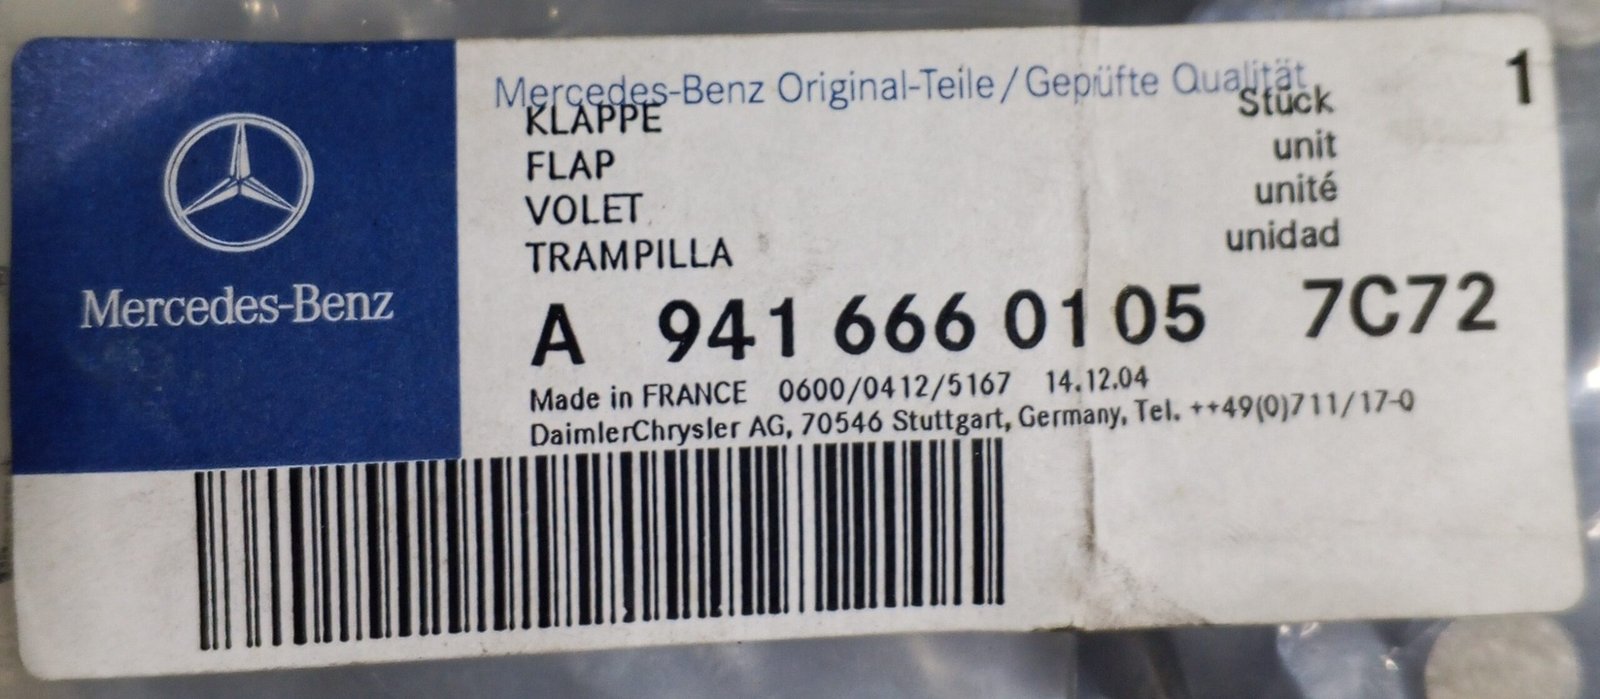 Mercedes-Benz Original-Teile/Gepüfte Qualität
KLAPPE Stück 1
FLAP unit
VOLET unité
TRAMPILLA unidad
Mercedes-Benz
A 941 666 01 05 7C72
Made in FRANCE 0600/0412/5167 14.12.04
DaimlerChrysler AG, 70546 Stuttgart, Germany, Tel. ++49(0)711/17-0